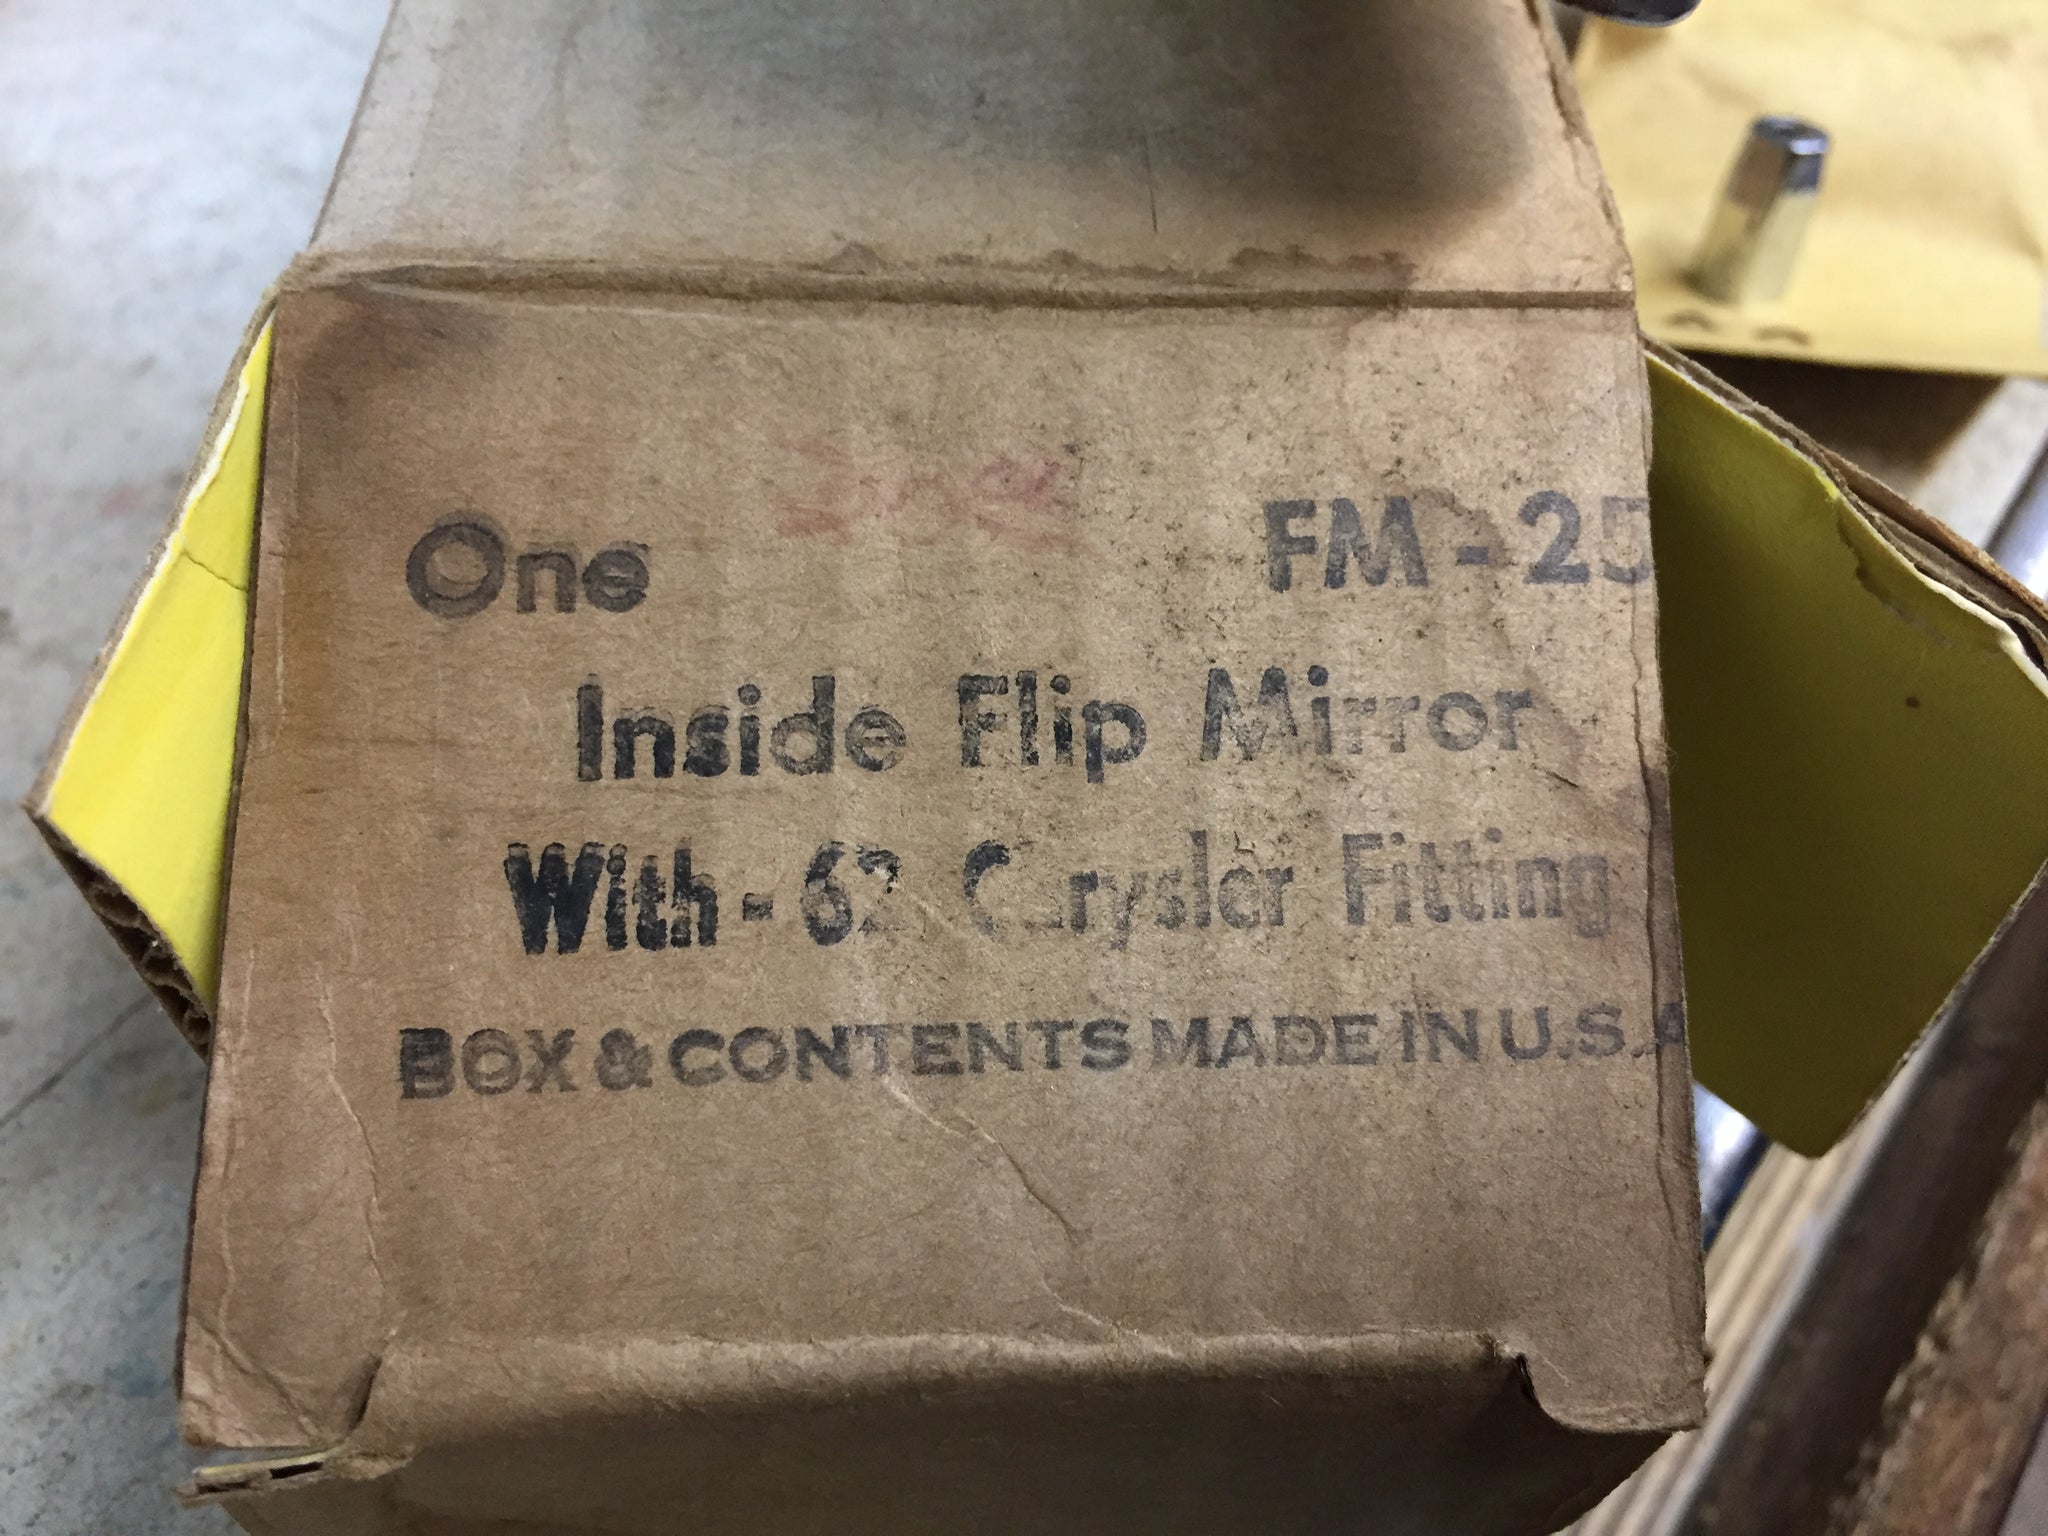 One FM - 25
Inside Flip Mirror
With - 62 Chrysler Fitting
BOX & CONTENTS MADE IN U.S.A